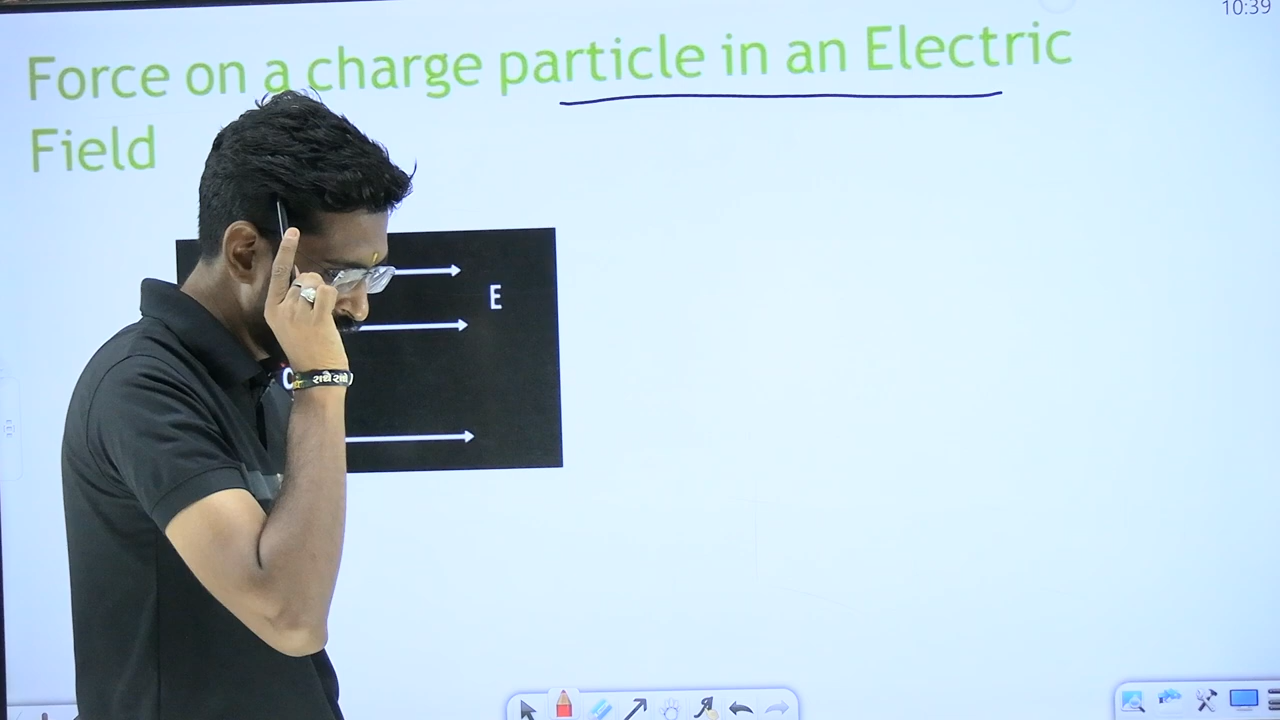 10:39
Force on a charge particle in an Electric
Field
E
રાધે રાધે